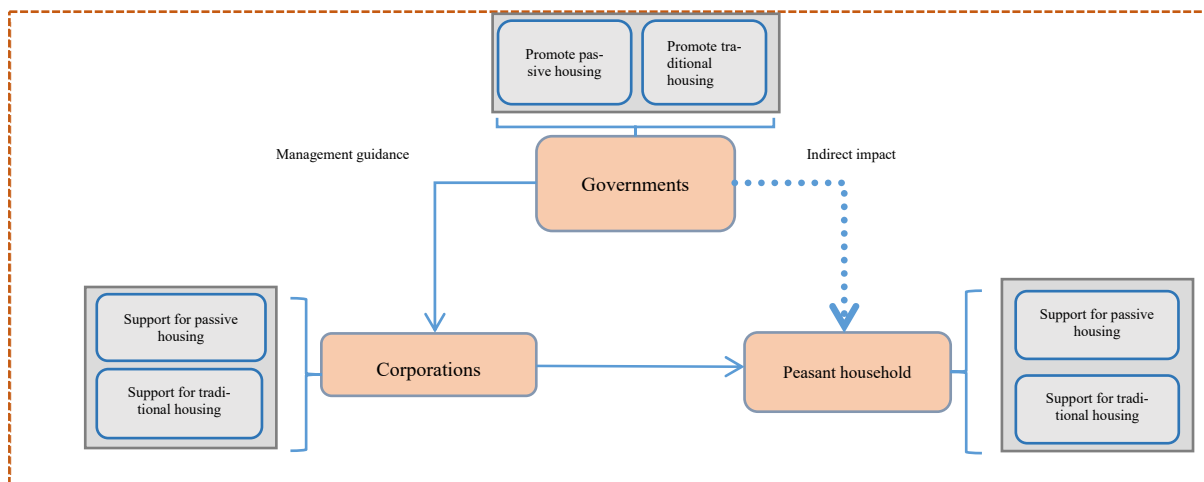 Promote pas-
sive housing
Promote tra-
ditional
housing
Management guidance
Indirect impact
Governments
Support for passive
housing
Support for tradi-
tional housing
Corporations
Peasant household
Support for passive
housing
Support for tradi-
tional housing